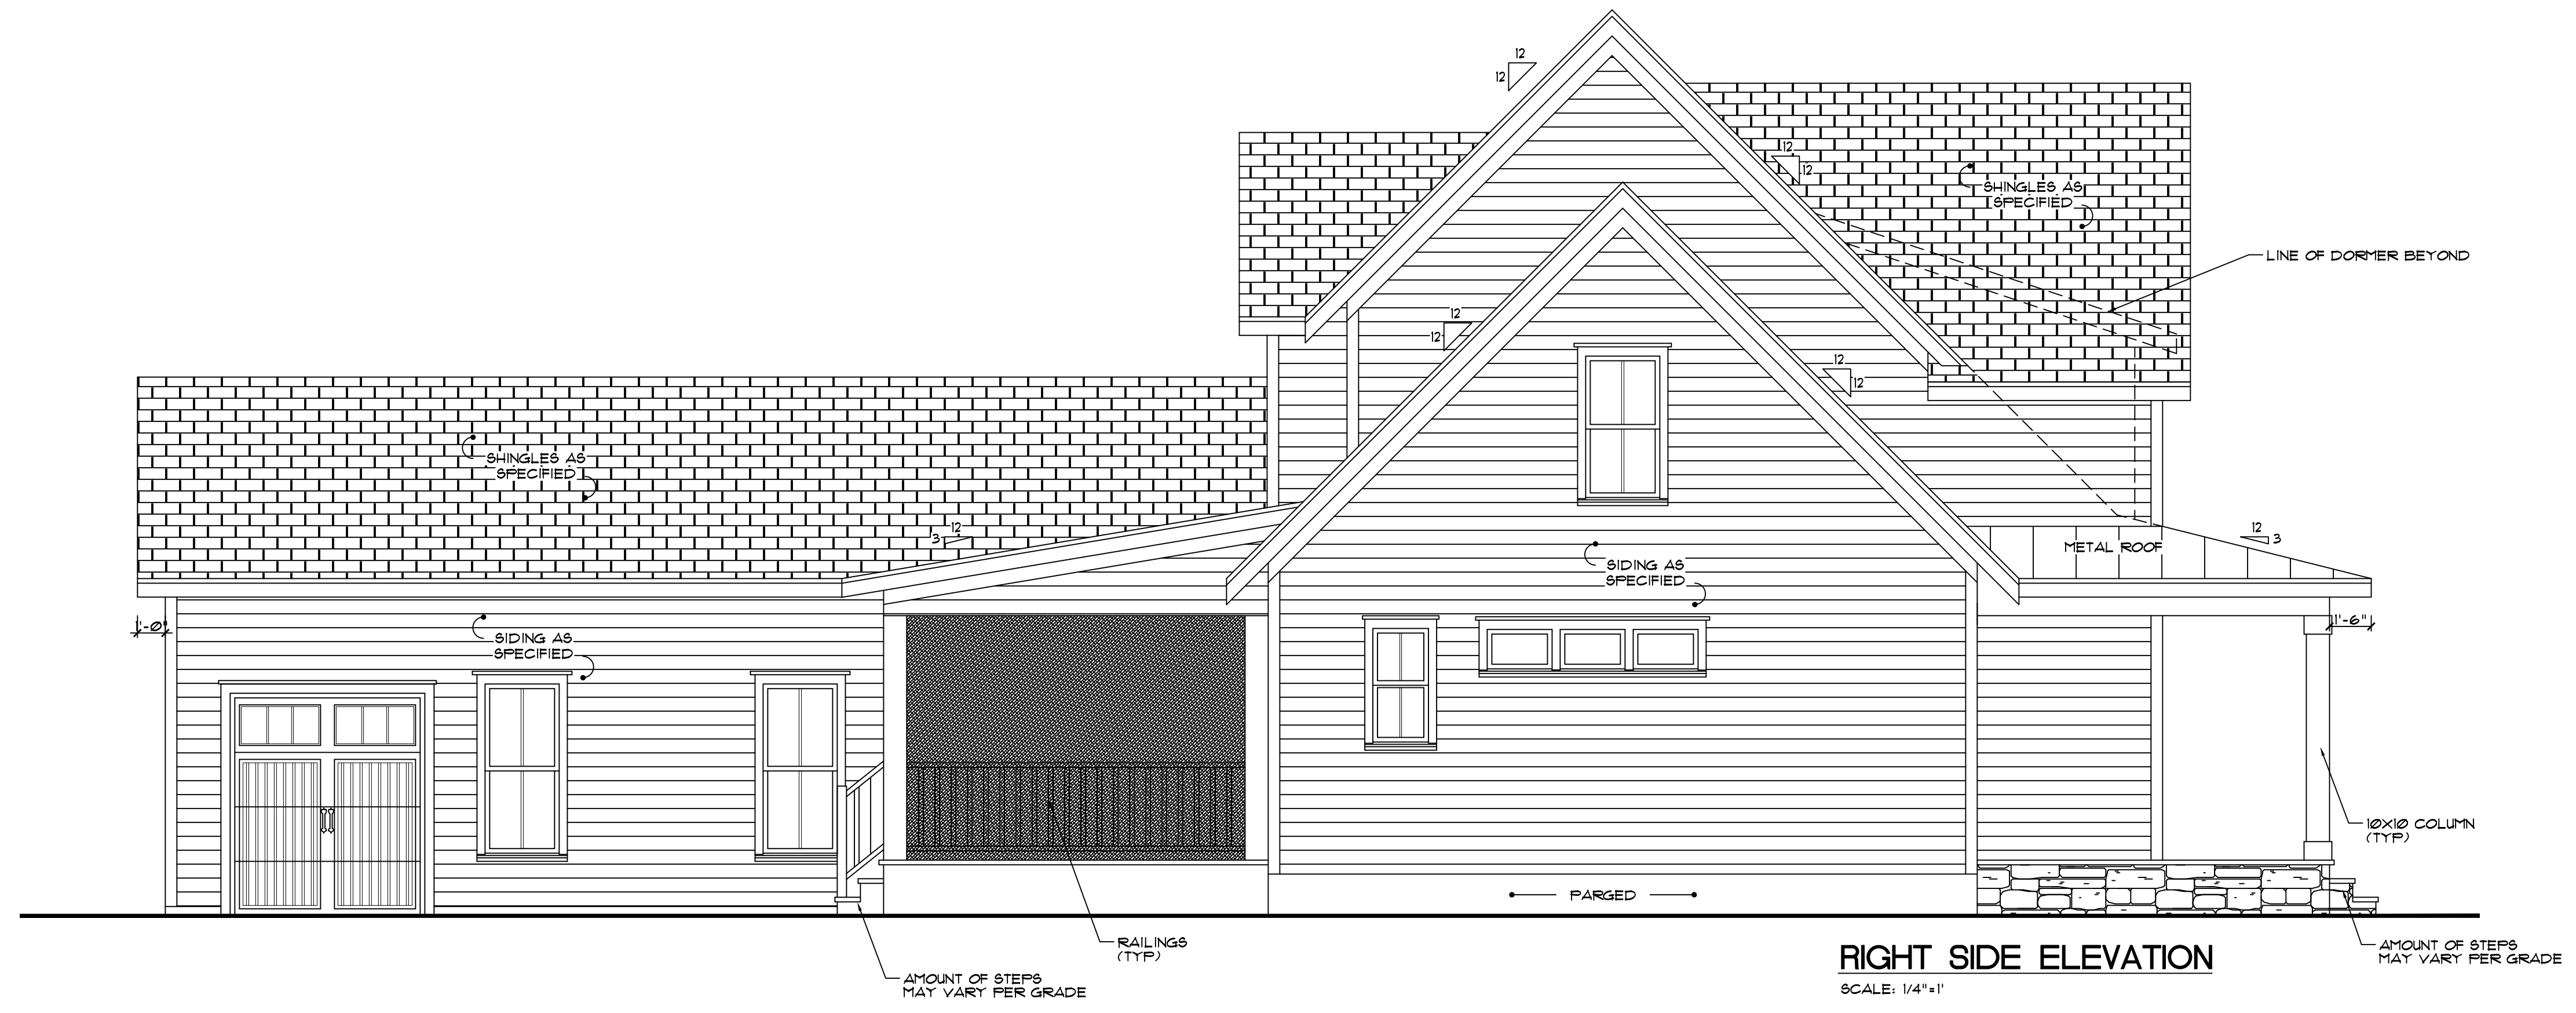 12
12
12
12
SHINGLES AS
SPECIFIED
LINE OF DORMER BEYOND
12
12
12
12
SHINGLES AS
SPECIFIED
12
3
METAL ROOF
12
3
SIDING AS
SPECIFIED
1'-0"
SIDING AS
SPECIFIED
1'-6"
10X10 COLUMN
(TYP)
PARGED
RAILINGS
(TYP)
AMOUNT OF STEPS
MAY VARY PER GRADE
AMOUNT OF STEPS
MAY VARY PER GRADE
RIGHT SIDE ELEVATION
SCALE: 1/4"=1'